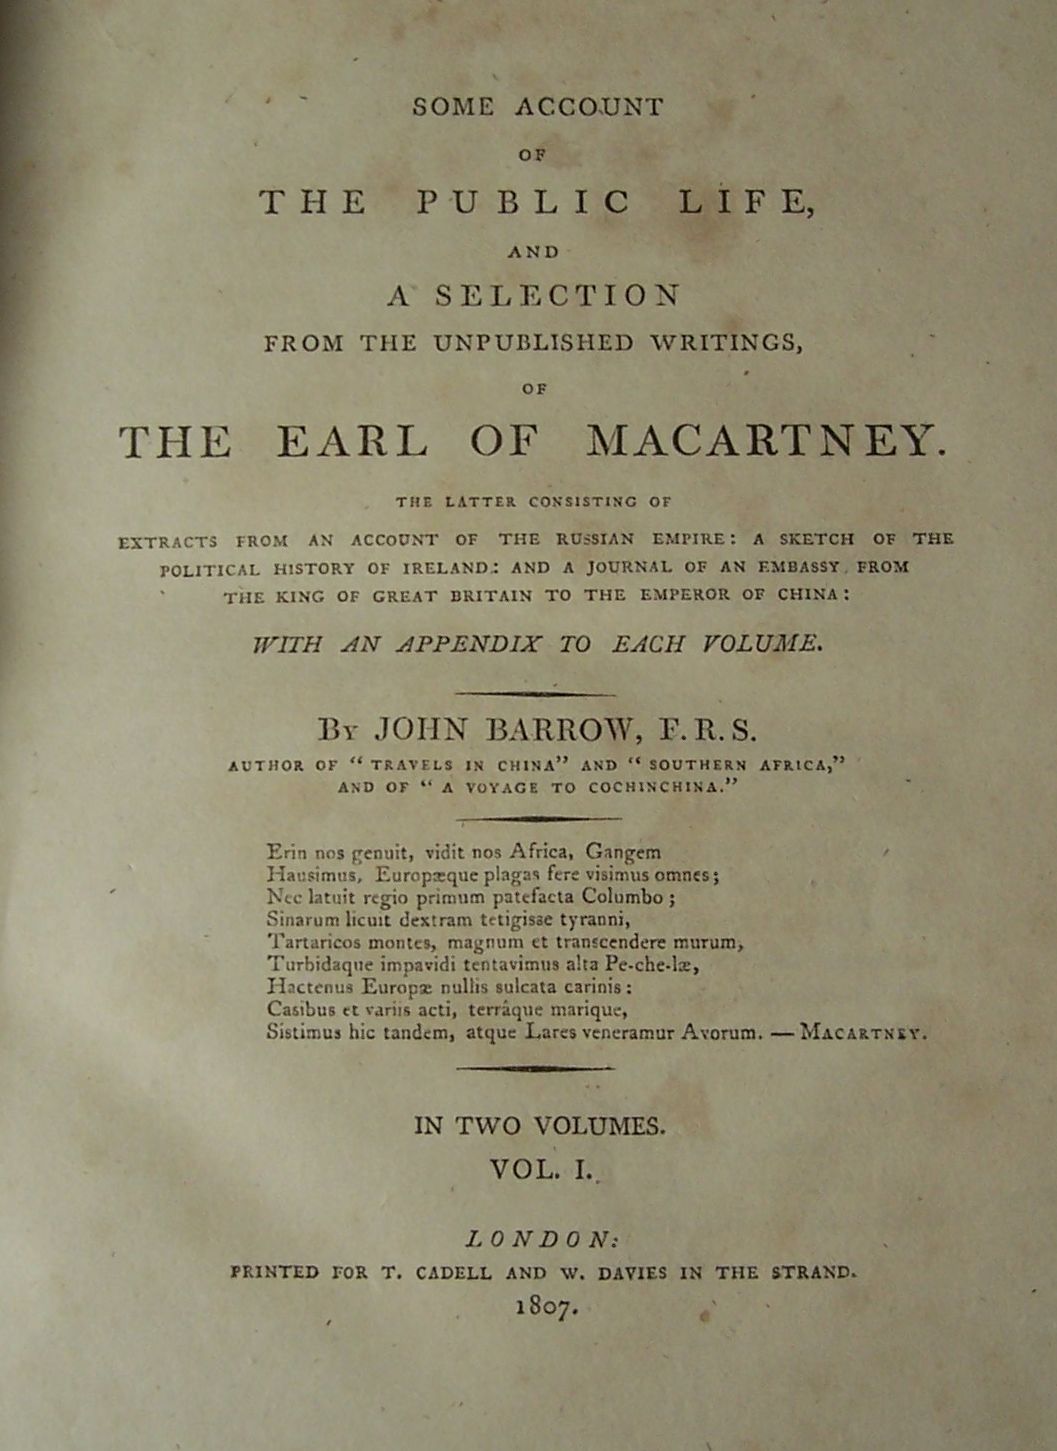 SOME ACCOUNT
OF
THE PUBLIC LIFE,
AND
A SELECTION
FROM THE UNPUBLISHED WRITINGS,
OF
THE EARL OF MACARTNEY.
THE LATTER CONSISTING OF
EXTRACTS FROM AN ACCOUNT OF THE RUSSIAN EMPIRE: A SKETCH OF THE
POLITICAL HISTORY OF IRELAND: AND A JOURNAL OF AN EMBASSY FROM
THE KING OF GREAT BRITAIN TO THE EMPEROR OF CHINA:
WITH AN APPENDIX TO EACH VOLUME.
BY JOHN BARROW, F.R.S.
AUTHOR OF “TRAVELS IN CHINA” AND “SOUTHERN AFRICA,”
AND OF “A VOYAGE TO COCHINCHINA.”
Erin nos genuit, vidit nos Africa, Gangem
Hausimus, Europæque plagas fere visimus omnes;
Nec latuit regio primum patefacta Columbo;
Sinarum licuit dextram tetigisse tyranni,
Tartaricos montes, magnum et transcendere murum,
Turbidaque impavidi tentavimus alta Pe-che-læ,
Hactenus Europæ nullis sulcata carinis:
Casibus et variis acti, terrâque marique,
Sistimus hic tandem, atque Lares veneramur Avorum. — MACARTNEY.
IN TWO VOLUMES.
VOL. I.
LONDON:
PRINTED FOR T. CADELL AND W. DAVIES IN THE STRAND.
1807.